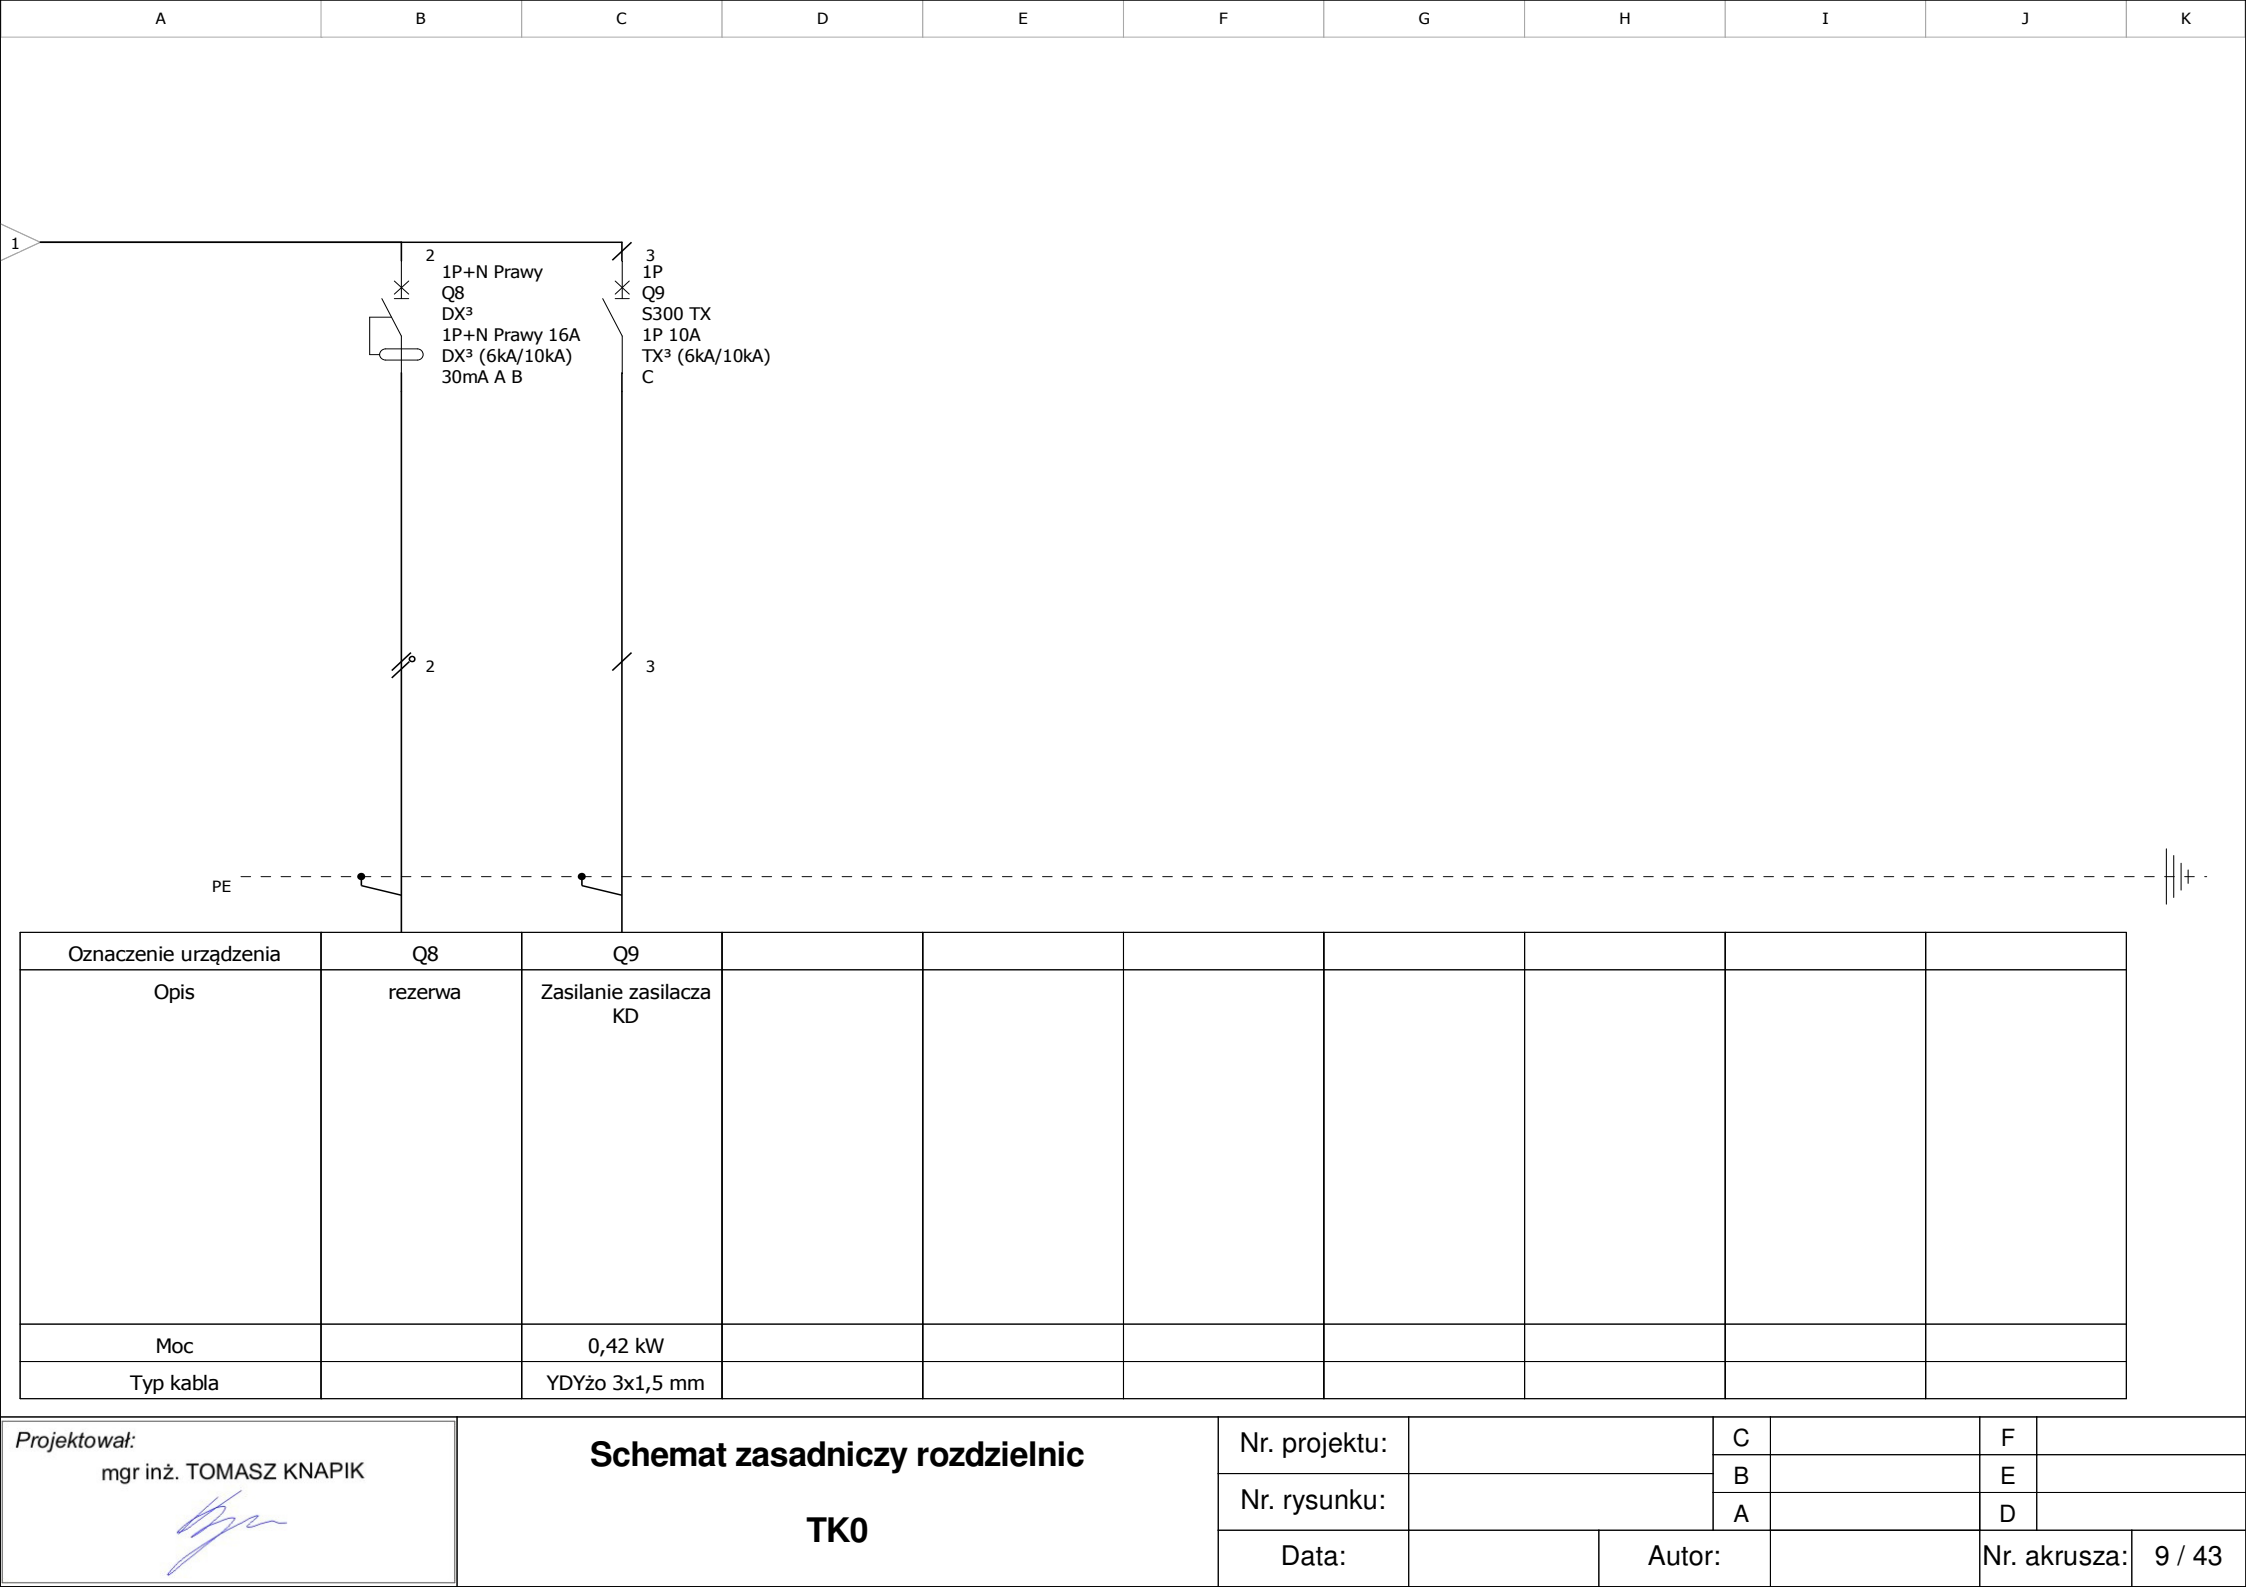 A B C D E F G H I J K
1
2
1P+N Prawy
Q8
DX³
1P+N Prawy 16A
DX³ (6kA/10kA)
30mA A B
3
1P
Q9
S300 TX
1P 10A
TX³ (6kA/10kA)
C
2
3
PE
Oznaczenie urządzenia Q8 Q9
Opis rezerwa Zasilanie zasilacza
KD
Moc 0,42 kW
Typ kabla YDYżo 3x1,5 mm
Projektował:
mgr inż. TOMASZ KNAPIK
Schemat zasadniczy rozdzielnic
TK0
Nr. projektu: C F
B E
Nr. rysunku: A D
Data: Autor: Nr. akrusza: 9 / 43